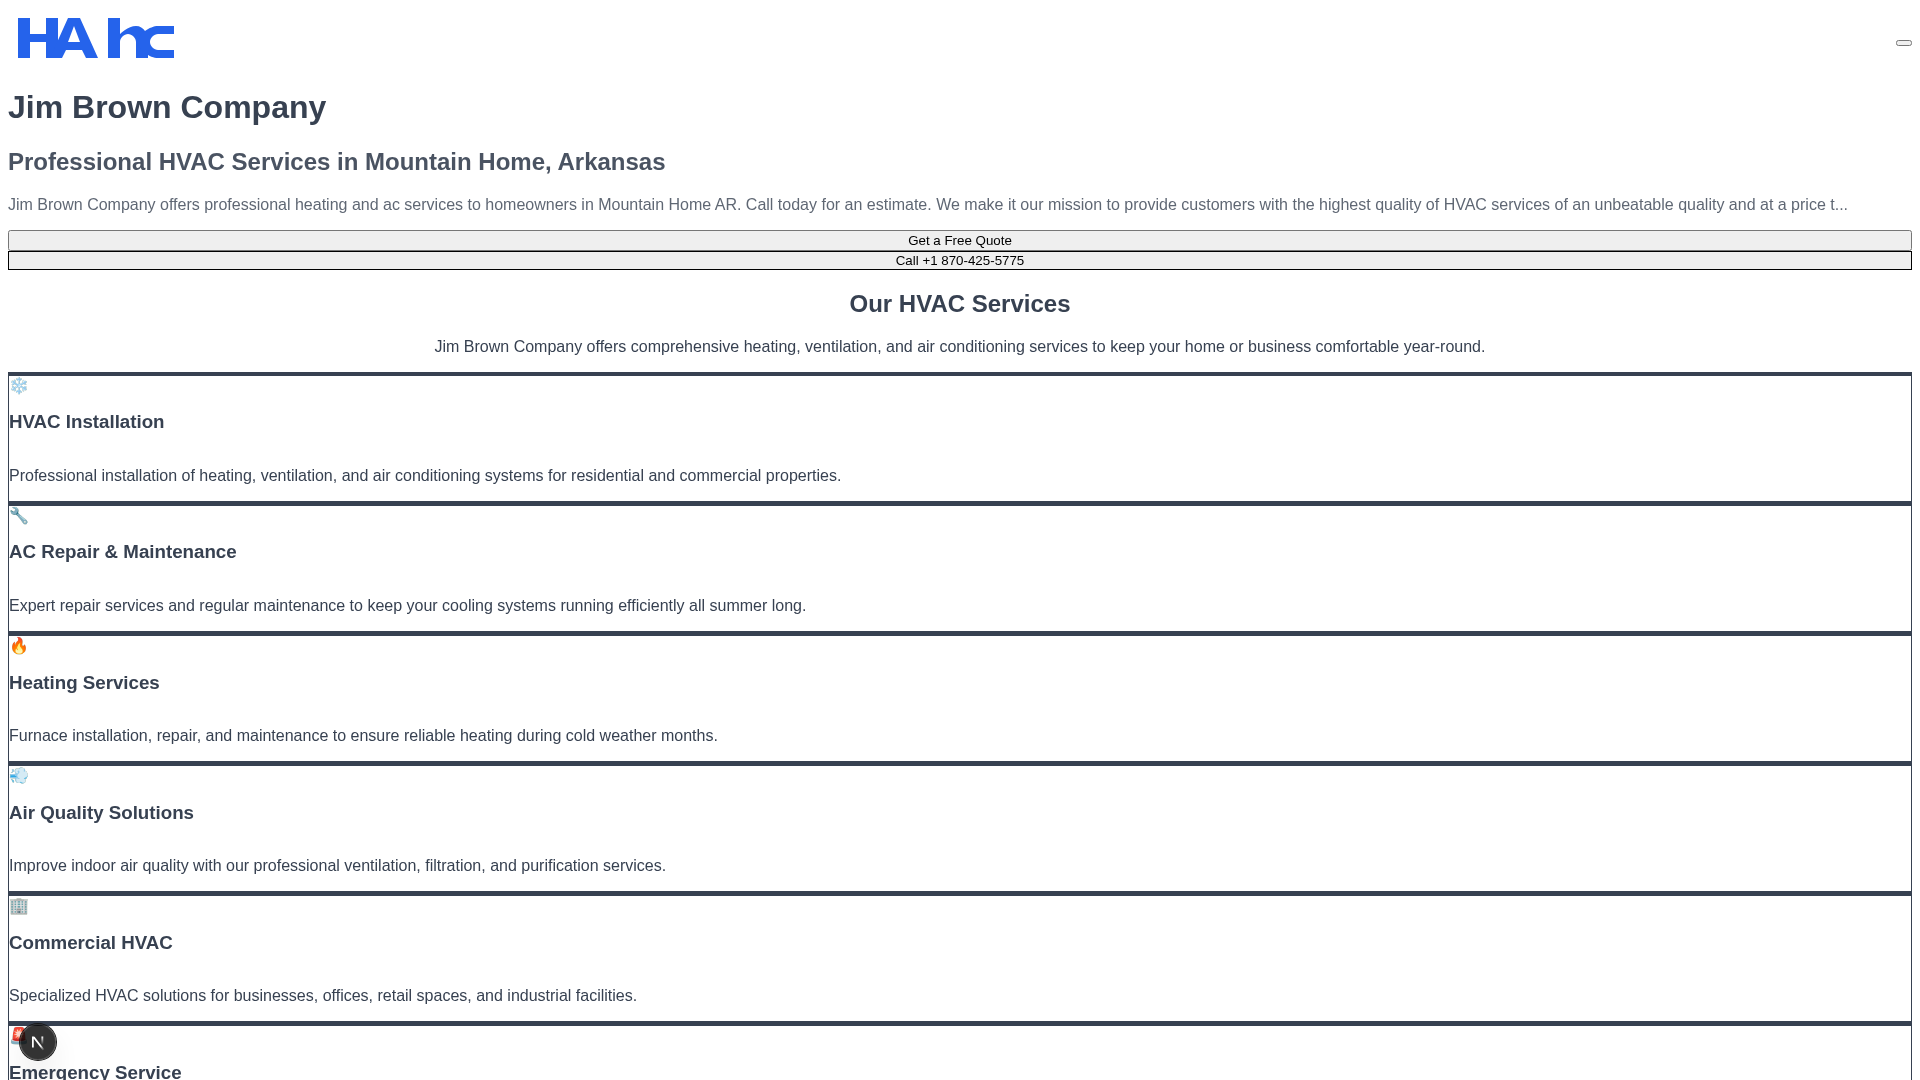 HA hc
Jim Brown Company
Professional HVAC Services in Mountain Home, Arkansas
Jim Brown Company offers professional heating and ac services to homeowners in Mountain Home AR. Call today for an estimate. We make it our mission to provide customers with the highest quality of HVAC services of an unbeatable quality and at a price t...
Get a Free Quote
Call +1 870-425-5775
Our HVAC Services
Jim Brown Company offers comprehensive heating, ventilation, and air conditioning services to keep your home or business comfortable year-round.
HVAC Installation
Professional installation of heating, ventilation, and air conditioning systems for residential and commercial properties.
AC Repair & Maintenance
Expert repair services and regular maintenance to keep your cooling systems running efficiently all summer long.
Heating Services
Furnace installation, repair, and maintenance to ensure reliable heating during cold weather months.
Air Quality Solutions
Improve indoor air quality with our professional ventilation, filtration, and purification services.
Commercial HVAC
Specialized HVAC solutions for businesses, offices, retail spaces, and industrial facilities.
N
Emergency Service